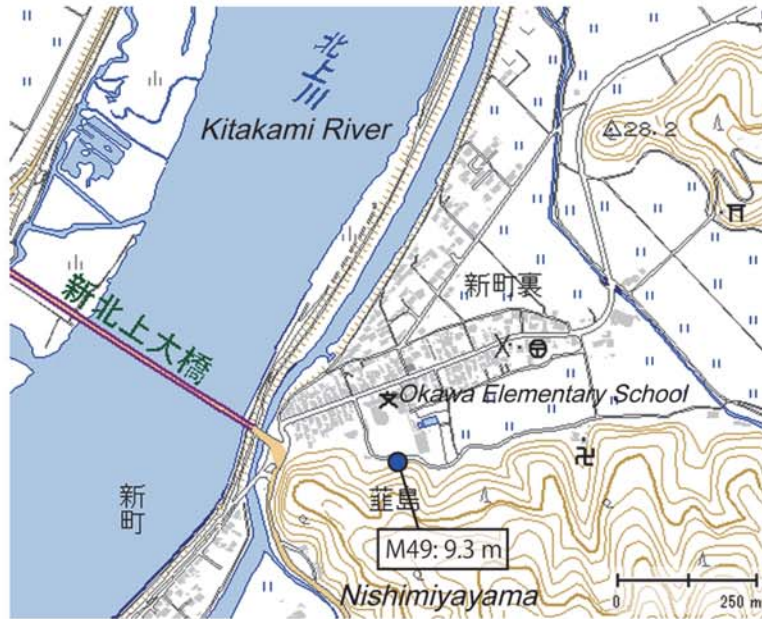 北上川
Kitakami River
28.2
新北上大橋
新町裏
Okawa Elementary School
新町
韮島
M49: 9.3 m
Nishimiyayama
0
250 m